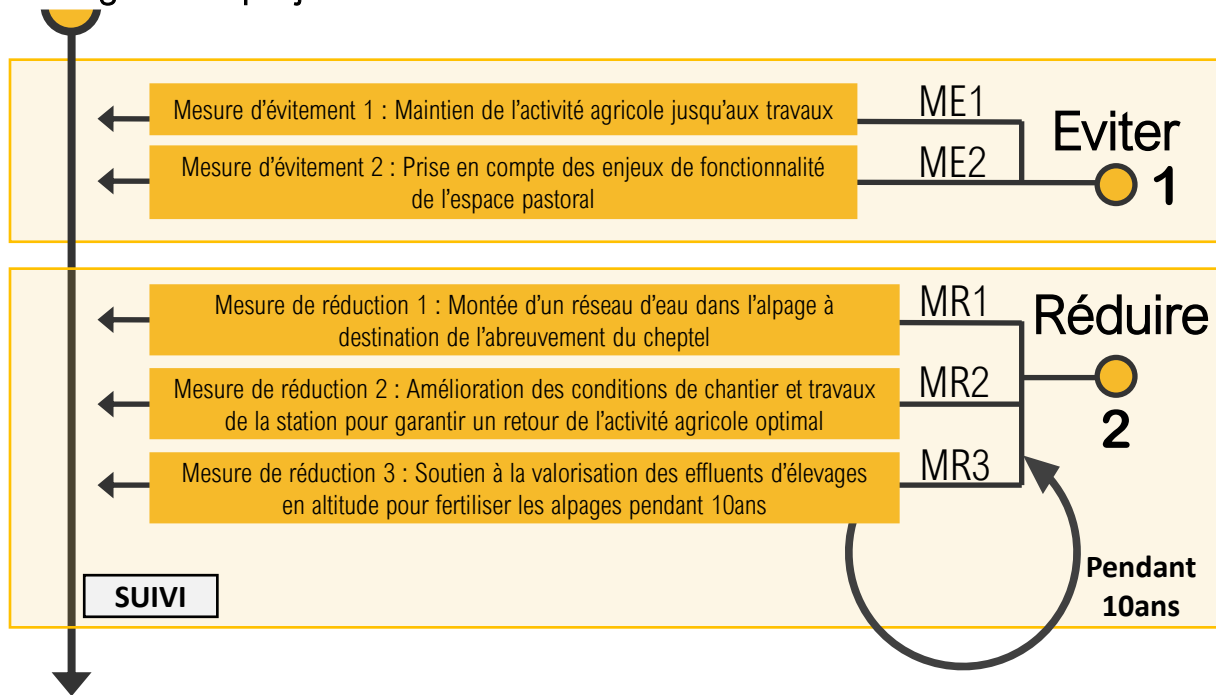 Mesure d'évitement 1 : Maintien de l'activité agricole jusqu'aux travaux
ME1
Eviter
Mesure d'évitement 2 : Prise en compte des enjeux de fonctionnalité
de l'espace pastoral
ME2
1
Mesure de réduction 1 : Montée d'un réseau d'eau dans l'alpage à
destination de l'abreuvement du cheptel
MR1
Réduire
Mesure de réduction 2 : Amélioration des conditions de chantier et travaux
de la station pour garantir un retour de l'activité agricole optimal
MR2
2
Mesure de réduction 3 : Soutien à la valorisation des effluents d'élevages
en altitude pour fertiliser les alpages pendant 10ans
MR3
Pendant
10ans
SUIVI